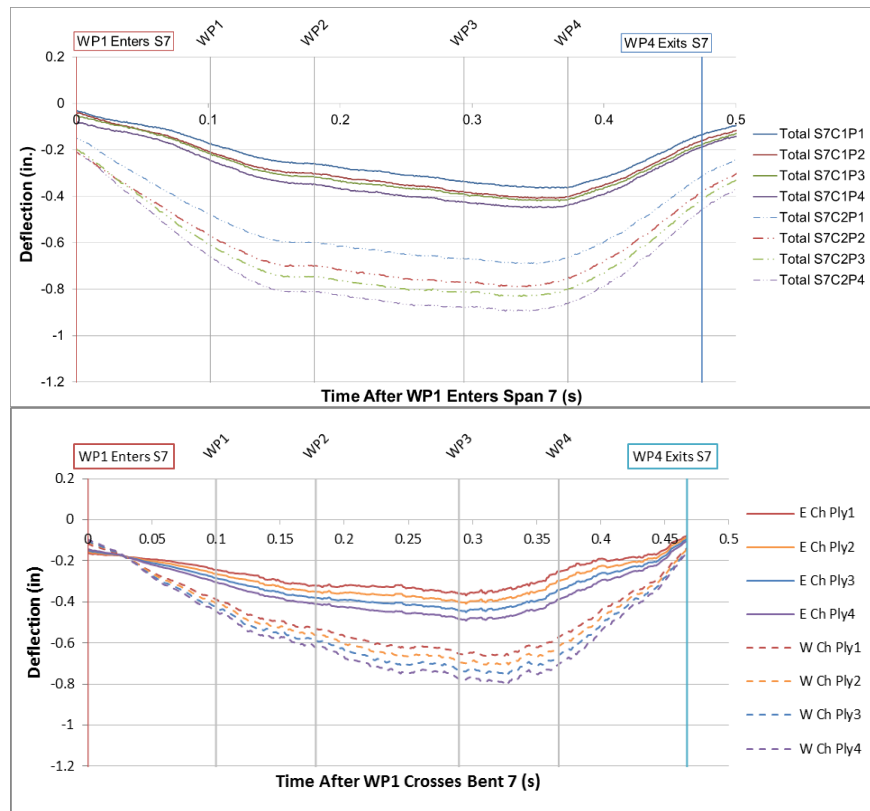 WP1 Enters S7
WP1
WP2
WP3
WP4
WP4 Exits S7
0.2
0
-0.2
-0.4
-0.6
-0.8
-1
-1.2
0 0.1 0.2 0.3 0.4 0.5
Deflection (in.)
Time After WP1 Enters Span 7 (s)
Total S7C1P1
Total S7C1P2
Total S7C1P3
Total S7C1P4
Total S7C2P1
Total S7C2P2
Total S7C2P3
Total S7C2P4
WP1 Enters S7
WP1
WP2
WP3
WP4
WP4 Exits S7
0.2
0
-0.2
-0.4
-0.6
-0.8
-1
-1.2
0 0.05 0.1 0.15 0.2 0.25 0.3 0.35 0.4 0.45 0.5
Deflection (in)
Time After WP1 Crosses Bent 7 (s)
E Ch Ply1
E Ch Ply2
E Ch Ply3
E Ch Ply4
W Ch Ply1
W Ch Ply2
W Ch Ply3
W Ch Ply4